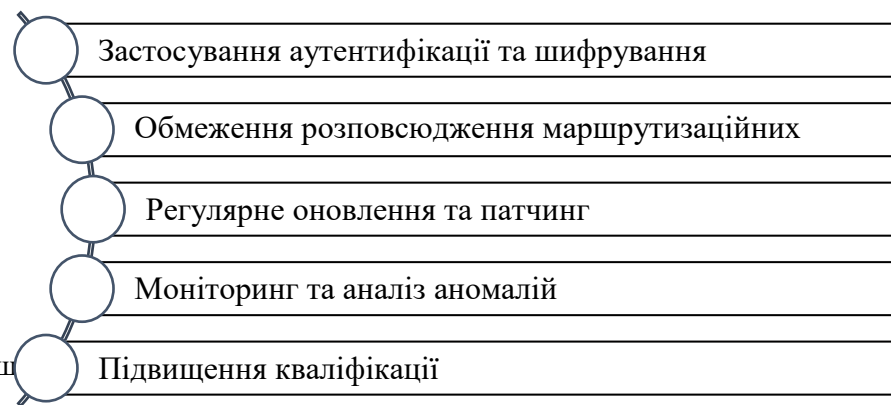 Застосування аутентифікації та шифрування
Обмеження розповсюдження маршрутизаційних
Регулярне оновлення та патчинг
Моніторинг та аналіз аномалій
Підвищення кваліфікації